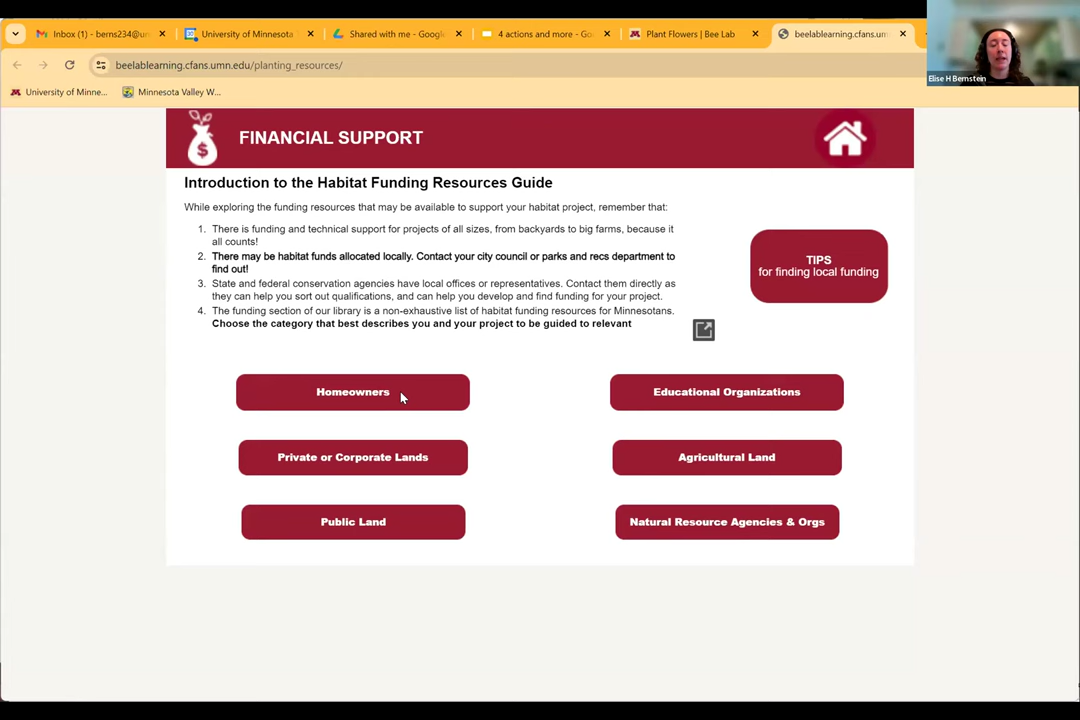 Inbox (1) - berns234@un
University of Minnesota
Shared with me - Google
4 actions and more - Go
Plant Flowers | Bee Lab
beelablearning.cfans.umn.edu
beelablearning.cfans.umn.edu/planting_resources/
University of Minne...
Minnesota Valley W...
Elise H Bernstein
FINANCIAL SUPPORT
Introduction to the Habitat Funding Resources Guide
While exploring the funding resources that may be available to support your habitat project, remember that:
1. There is funding and technical support for projects of all sizes, from backyards to big farms, because it
all counts!
2. There may be habitat funds allocated locally. Contact your city council or parks and recs department to
find out!
3. State and federal conservation agencies have local offices or representatives. Contact them directly as
they can help you sort out qualifications, and can help you develop and find funding for your project.
4. The funding section of our library is a non-exhaustive list of habitat funding resources for Minnesotans.
Choose the category that best describes you and your project to be guided to relevant
TIPS
for finding local funding
Homeowners
Educational Organizations
Private or Corporate Lands
Agricultural Land
Public Land
Natural Resource Agencies & Orgs